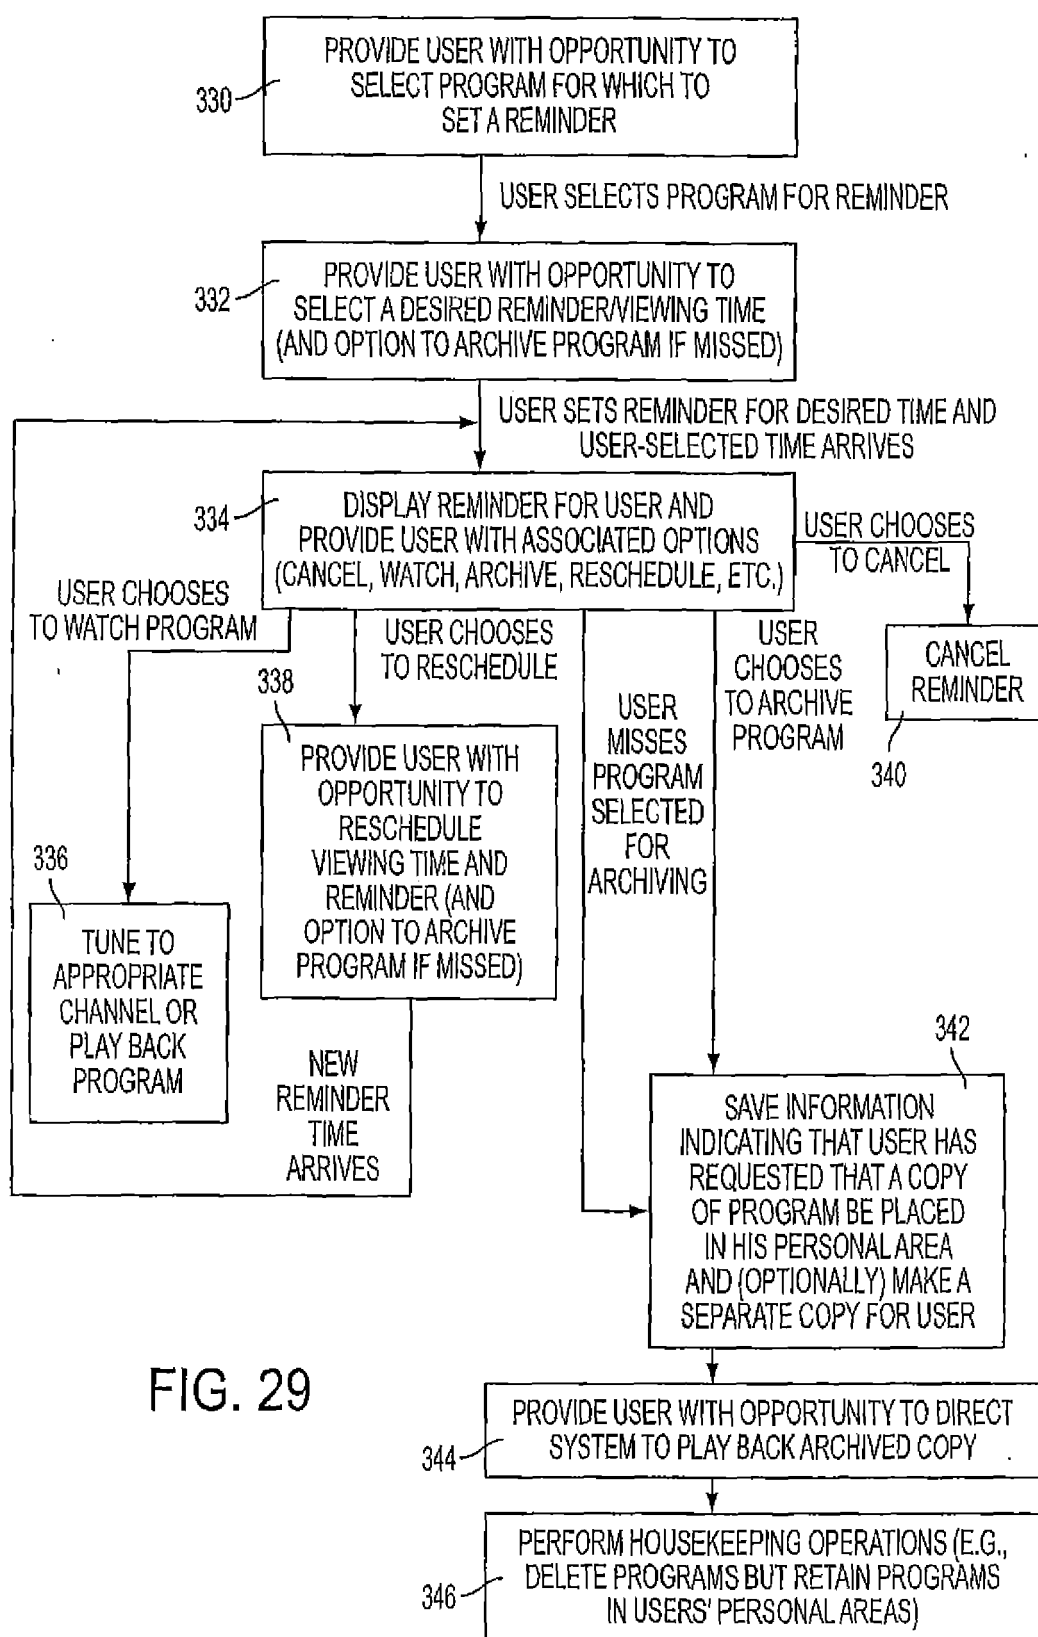 PROVIDE USER WITH OPPORTUNITY TO
SELECT PROGRAM FOR WHICH TO
SET A REMINDER
330
USER SELECTS PROGRAM FOR REMINDER
PROVIDE USER WITH OPPORTUNITY TO
SELECT A DESIRED REMINDER/VIEWING TIME
(AND OPTION TO ARCHIVE PROGRAM IF MISSED)
332
USER SETS REMINDER FOR DESIRED TIME AND
USER-SELECTED TIME ARRIVES
DISPLAY REMINDER FOR USER AND
PROVIDE USER WITH ASSOCIATED OPTIONS
(CANCEL, WATCH, ARCHIVE, RESCHEDULE, ETC.)
334
USER CHOOSES
TO CANCEL
USER CHOOSES
TO WATCH PROGRAM
USER CHOOSES
TO RESCHEDULE
USER
MISSES
PROGRAM
SELECTED
FOR
ARCHIVING
USER
CHOOSES
TO ARCHIVE
PROGRAM
CANCEL
REMINDER
340
338
PROVIDE USER WITH
OPPORTUNITY TO
RESCHEDULE
VIEWING TIME AND
REMINDER (AND
OPTION TO ARCHIVE
PROGRAM IF MISSED)
336
TUNE TO
APPROPRIATE
CHANNEL OR
PLAY BACK
PROGRAM
NEW
REMINDER
TIME
ARRIVES
342
SAVE INFORMATION
INDICATING THAT USER HAS
REQUESTED THAT A COPY
OF PROGRAM BE PLACED
IN HIS PERSONAL AREA
AND (OPTIONALLY) MAKE A
SEPARATE COPY FOR USER
FIG. 29
PROVIDE USER WITH OPPORTUNITY TO DIRECT
SYSTEM TO PLAY BACK ARCHIVED COPY
344
PERFORM HOUSEKEEPING OPERATIONS (E.G.,
DELETE PROGRAMS BUT RETAIN PROGRAMS
IN USERS' PERSONAL AREAS)
346